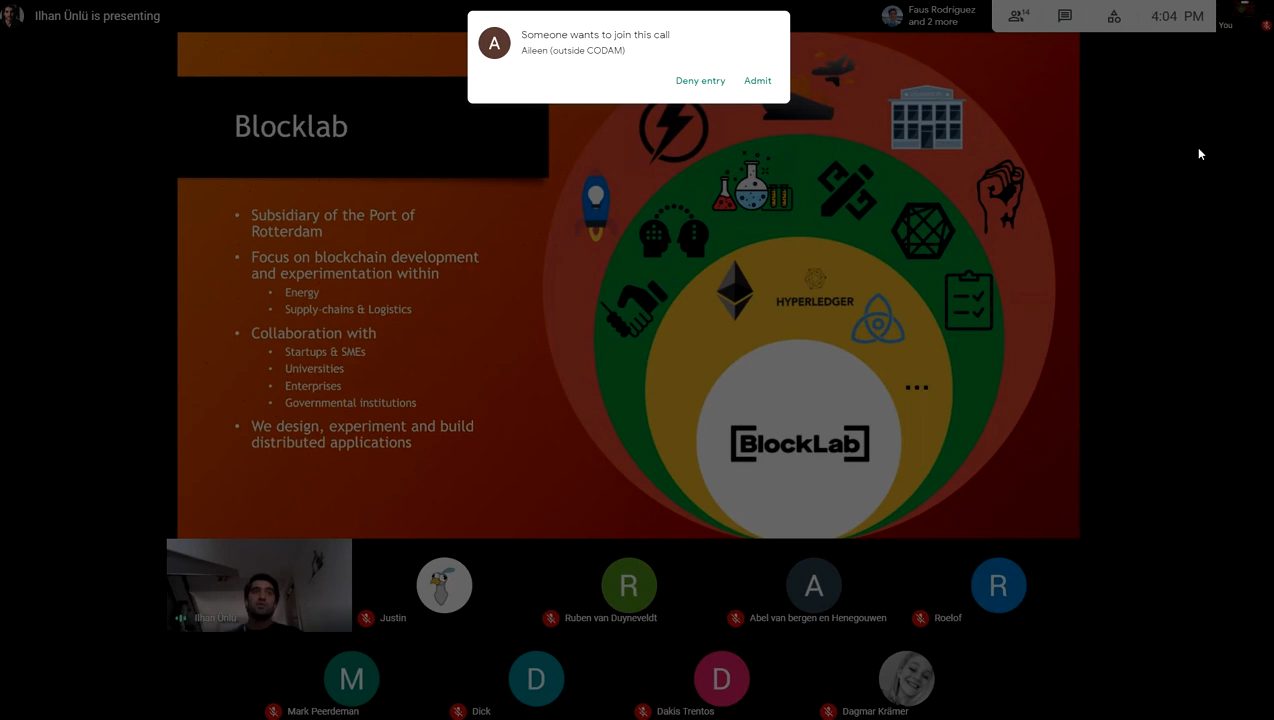 Ilhan Ünlü is presenting
Someone wants to join this call
A
Aileen (outside CODAM)
Deny entry
Admit
Faus Rodríguez
and 2 more
14
4:04 PM
You
Blocklab
• Subsidiary of the Port of
Rotterdam
• Focus on blockchain development
and experimentation within
• Energy
• Supply-chains & Logistics
• Collaboration with
• Startups & SMEs
• Universities
• Enterprises
• Governmental institutions
• We design, experiment and build
distributed applications
HYPERLEDGER
...
[BlockLab]
Ilhan Ünlü
Justin
R
Ruben van Duyneveldt
A
Abel van bergen en Henegouwen
R
Roelof
M
Mark Peerdeman
D
Dick
D
Dakis Trentos
Dagmar Krämer